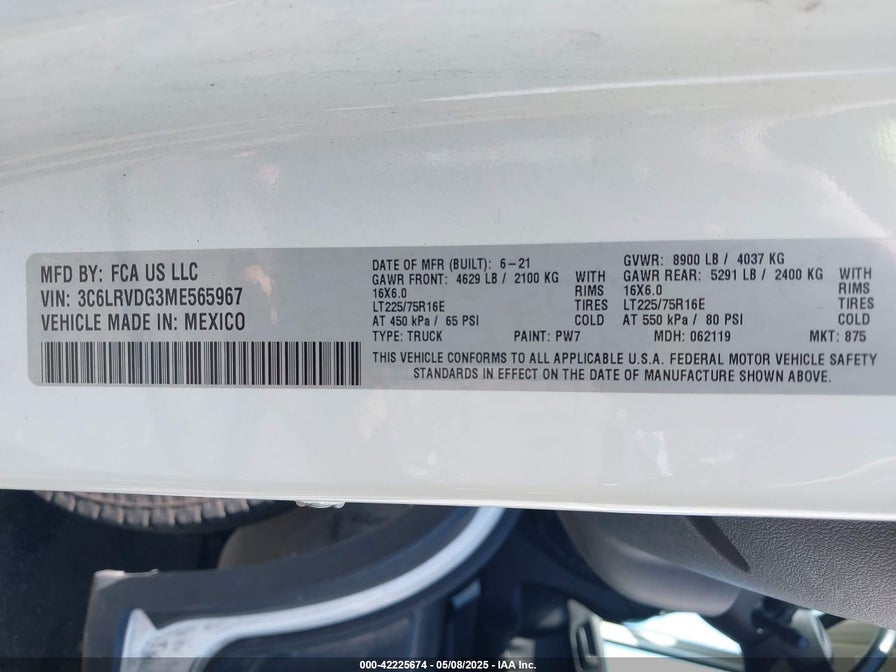 MFD BY: FCA US LLC
VIN: 3C6LRVDG3ME565967
VEHICLE MADE IN: MEXICO
DATE OF MFR (BUILT): 6-21
GAWR FRONT: 4629 LB / 2100 KG WITH
16X6.0 RIMS
LT225/75R16E TIRES
AT 450 kPa / 65 PSI COLD
GVWR: 8900 LB / 4037 KG
GAWR REAR: 5291 LB / 2400 KG WITH
16X6.0 RIMS
LT225/75R16E TIRES
AT 550 kPa / 80 PSI COLD
TYPE: TRUCK PAINT: PW7 MDH: 062119 MKT: 875
THIS VEHICLE CONFORMS TO ALL APPLICABLE U.S.A. FEDERAL MOTOR VEHICLE SAFETY
STANDARDS IN EFFECT ON THE DATE OF MANUFACTURE SHOWN ABOVE.
000-42225674 - 05/08/2025 - IAA Inc.